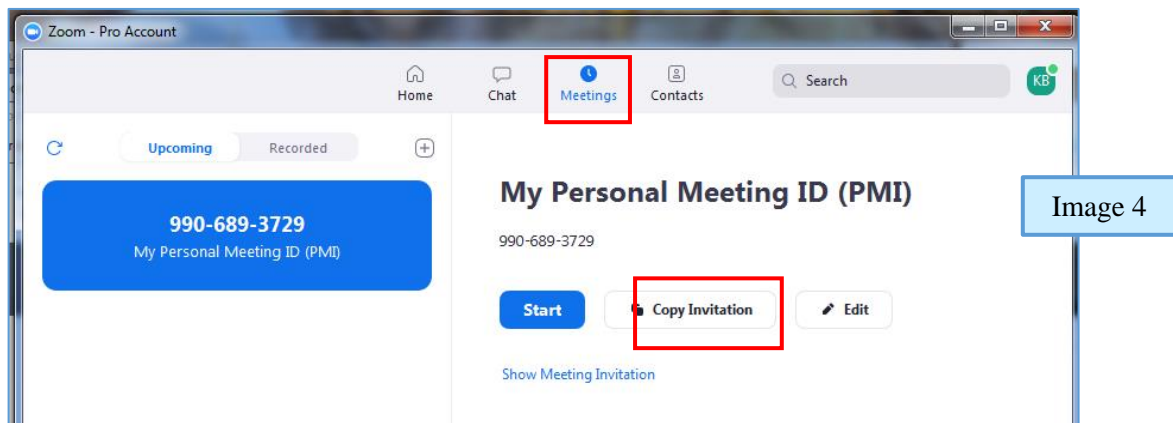 Zoom - Pro Account
Home Chat Meetings Contacts Search KB
Upcoming Recorded
990-689-3729
My Personal Meeting ID (PMI)
My Personal Meeting ID (PMI)
990-689-3729
Start Copy Invitation Edit
Show Meeting Invitation
Image 4